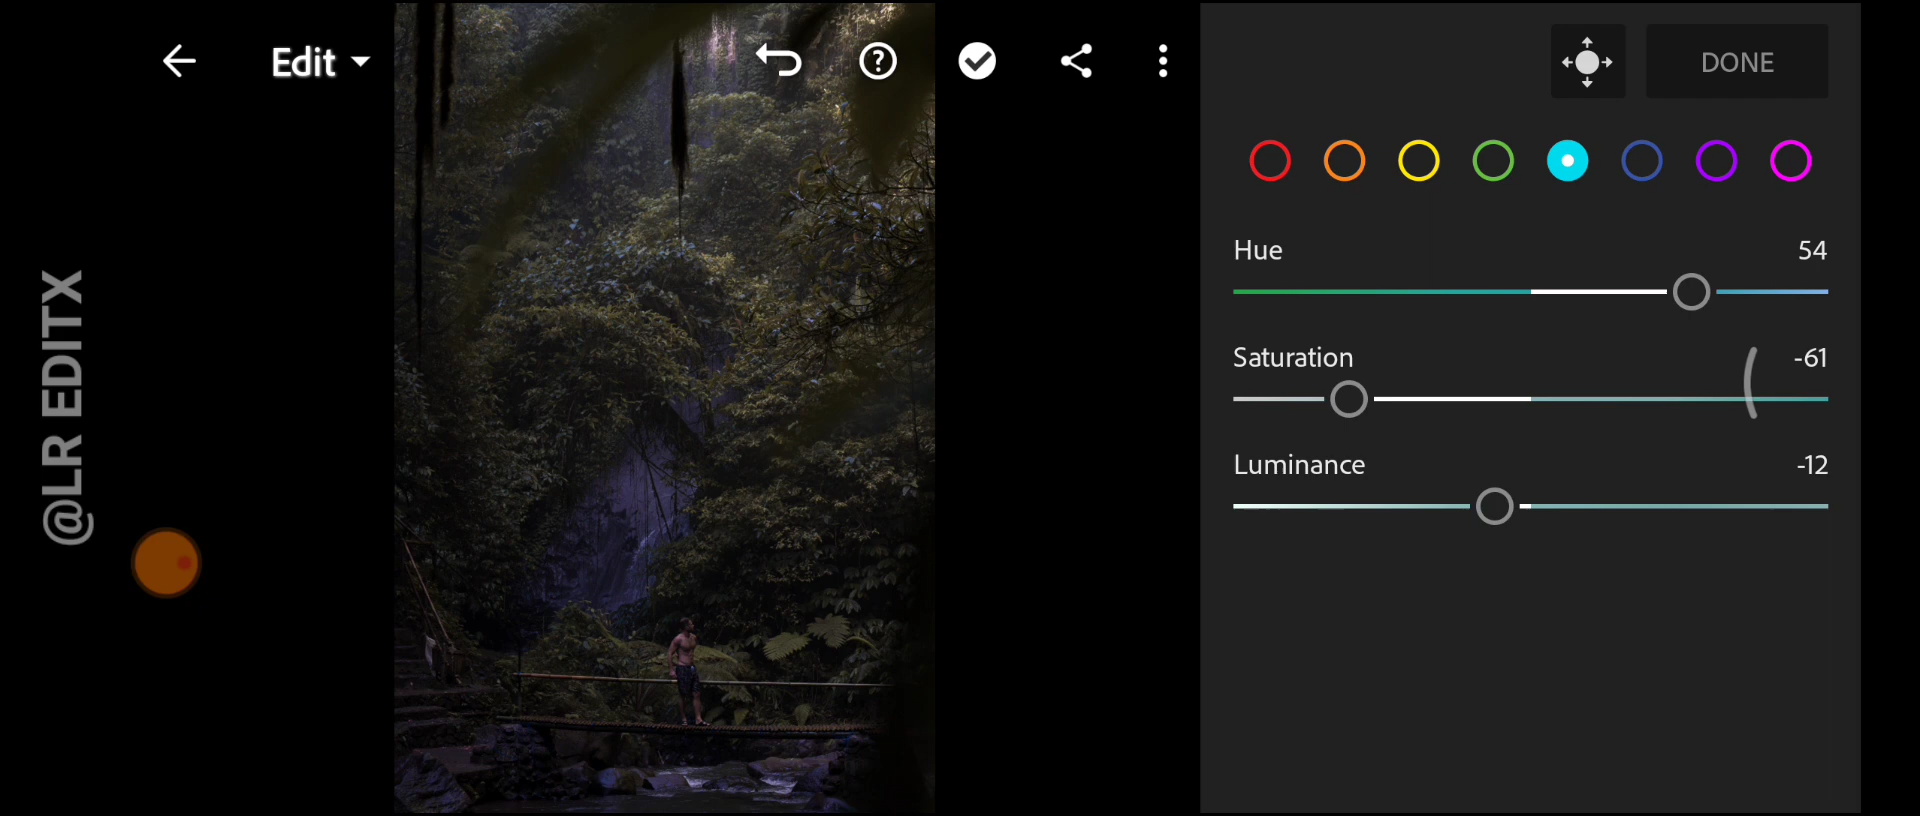 Edit
DONE
Hue 54
Saturation -61
Luminance -12
@LR EDITX